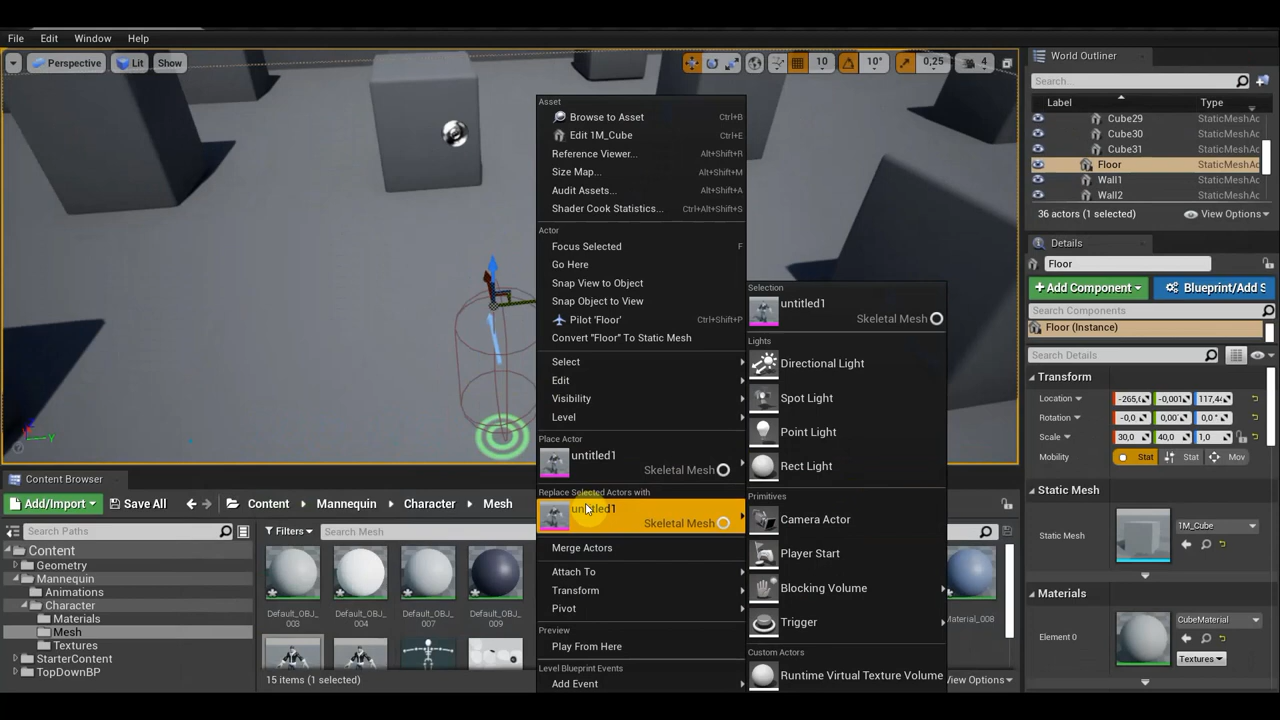 File Edit Window Help
Perspective Lit Show 10 10° 0,25 4
Asset
Browse to Asset Ctrl+B
Edit 1M_Cube Ctrl+E
Reference Viewer... Alt+Shift+R
Size Map... Alt+Shift+M
Audit Assets... Alt+Shift+A
Shader Cook Statistics... Ctrl+Alt+Shift+S
Actor
Focus Selected F
Go Here
Snap View to Object
Snap Object to View
Pilot 'Floor' Ctrl+Shift+P
Convert "Floor" To Static Mesh
Select
Edit
Visibility
Level
Place Actor
untitled1
Skeletal Mesh
Replace Selected Actors with
Skeletal Mesh
Merge Actors
Attach To
Transform
Pivot
Preview
Play From Here
Level Blueprint Events
Add Event
Selection
untitled1
Skeletal Mesh
Lights
Directional Light
Spot Light
Point Light
Rect Light
Primitives
Camera Actor
Player Start
Blocking Volume
Trigger
Custom Actors
Runtime Virtual Texture Volume
World Outliner
Search...
Label Type
Cube29 StaticMeshAc
Cube30 StaticMeshAc
Cube31 StaticMeshAc
Floor StaticMeshAc
Wall1 StaticMeshAc
Wall2 StaticMeshAc
36 actors (1 selected) View Options
Details
Floor
+Add Component Blueprint/Add S
Search Components
Floor (Instance)
Search Details
Transform
Location -265,( -0,001 117,4
Rotation -0,0 0,00° 0,0 °
Scale 30,0 40,0 1,0
Mobility Stat Stat Mov
Static Mesh
Static Mesh 1M_Cube
Materials
Element 0 CubeMaterial
Textures
Content Browser
Add/Import Save All Content Mannequin Character Mesh
Search Paths Filters Search Mesh
Content
Geometry
Mannequin
Animations
Character
Materials
Mesh
Textures
StarterContent
TopDownBP
Default_OBJ_
003
Default_OBJ_
004
Default_OBJ_
007
Default_OBJ_
009
Material_008
15 items (1 selected) View Options